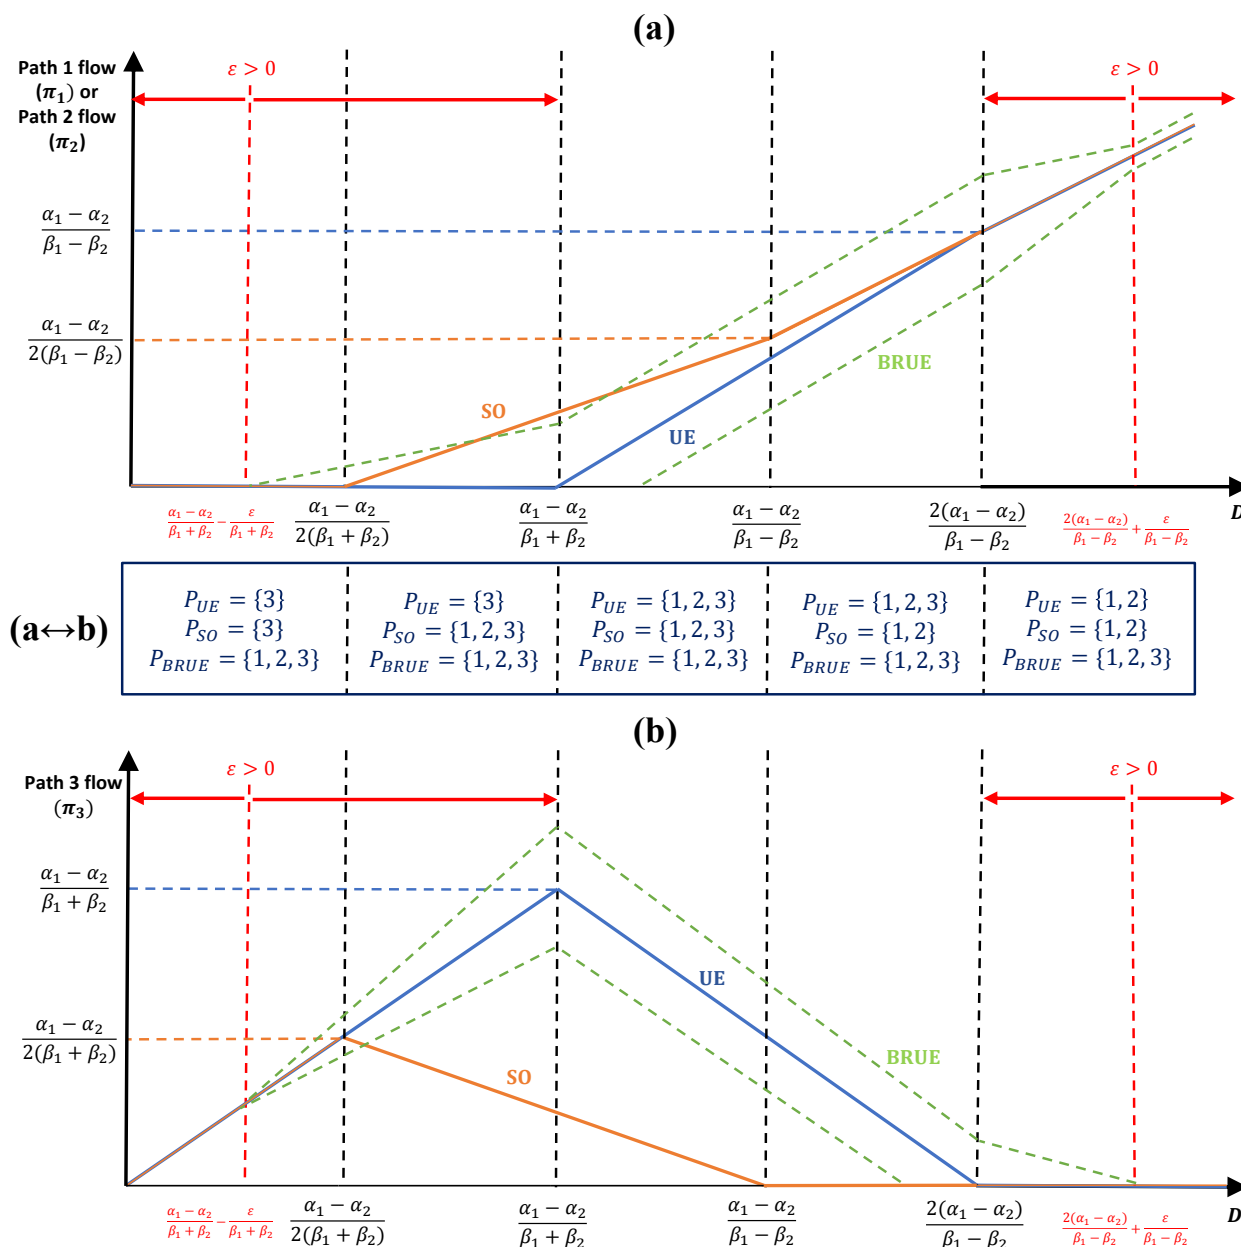 (a)
Path 1 flow
(π₁) or
Path 2 flow
(π₂)
ε > 0
ε > 0
(α₁ − α₂)/(β₁ − β₂)
(α₁ − α₂)/(2(β₁ − β₂))
SO
UE
BRUE
(α₁ − α₂)/(β₁ + β₂) − ε/(β₁ + β₂)
(α₁ − α₂)/(2(β₁ + β₂))
(α₁ − α₂)/(β₁ + β₂)
(α₁ − α₂)/(β₁ − β₂)
2(α₁ − α₂)/(β₁ − β₂)
2(α₁ − α₂)/(β₁ − β₂) + ε/(β₁ − β₂)
D
(a↔b)
P_UE = {3}
P_SO = {3}
P_BRUE = {1, 2, 3}
P_UE = {3}
P_SO = {1, 2, 3}
P_BRUE = {1, 2, 3}
P_UE = {1, 2, 3}
P_SO = {1, 2, 3}
P_BRUE = {1, 2, 3}
P_UE = {1, 2, 3}
P_SO = {1, 2}
P_BRUE = {1, 2, 3}
P_UE = {1, 2}
P_SO = {1, 2}
P_BRUE = {1, 2, 3}
(b)
Path 3 flow
(π₃)
ε > 0
ε > 0
(α₁ − α₂)/(β₁ + β₂)
(α₁ − α₂)/(2(β₁ + β₂))
SO
UE
BRUE
(α₁ − α₂)/(β₁ + β₂) − ε/(β₁ + β₂)
(α₁ − α₂)/(2(β₁ + β₂))
(α₁ − α₂)/(β₁ + β₂)
(α₁ − α₂)/(β₁ − β₂)
2(α₁ − α₂)/(β₁ − β₂)
2(α₁ − α₂)/(β₁ − β₂) + ε/(β₁ − β₂)
D